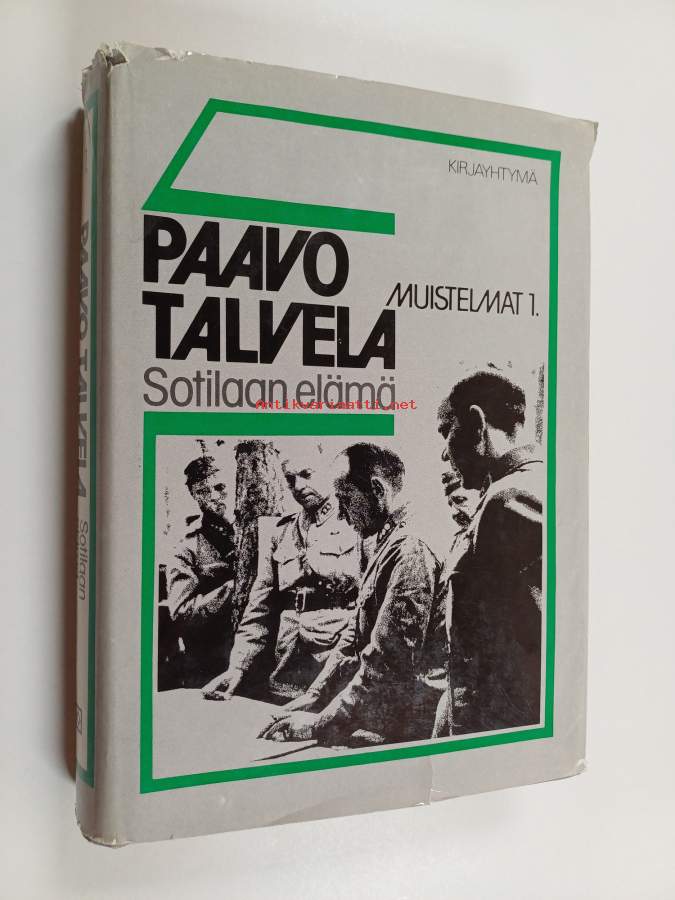 KIRJAYHTYMÄ
PAAVO
TALVELA
MUISTELMAT 1.
Sotilaan elämä
Antikvariaatti.net
PAAVO TALVELA Sotilaan